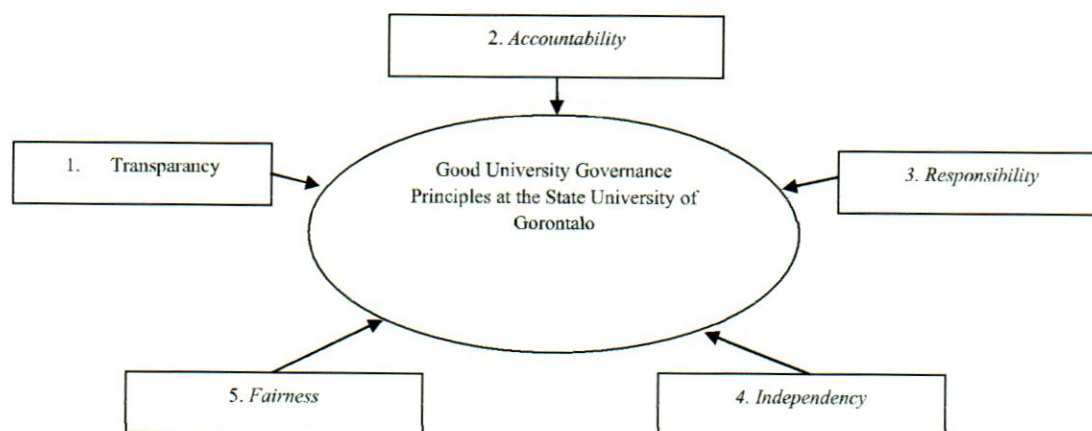 2. Accountability
1. Transparancy
Good University Governance
Principles at the State University of
Gorontalo
3. Responsibility
5. Fairness
4. Independency